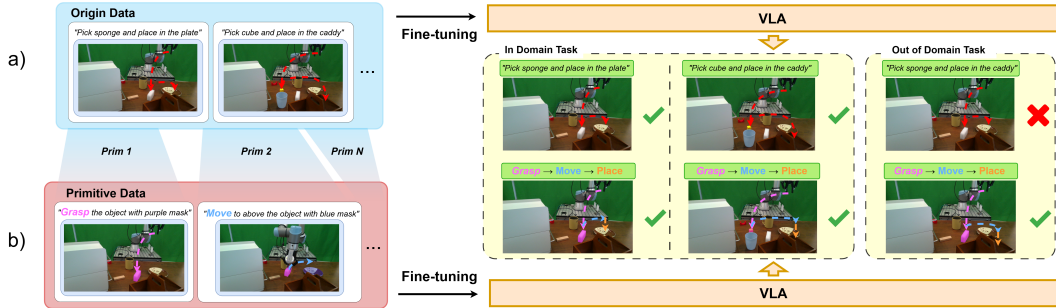 Origin Data
"Pick sponge and place in the plate"
"Pick cube and place in the caddy"
...
a)
Prim 1
Prim 2
Prim N
Primitive Data
"Grasp the object with purple mask"
"Move to above the object with blue mask"
...
b)
Fine-tuning
VLA
In Domain Task
"Pick sponge and place in the plate"
"Pick cube and place in the caddy"
Out of Domain Task
"Pick sponge and place in the caddy"
Grasp → Move → Place
Grasp → Move → Place
Grasp → Move → Place
Fine-tuning
VLA